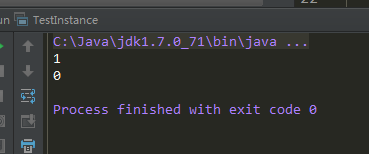 un TestInstance
C:\Java\jdk1.7.0_71\bin\java ...
1
0
Process finished with exit code 0